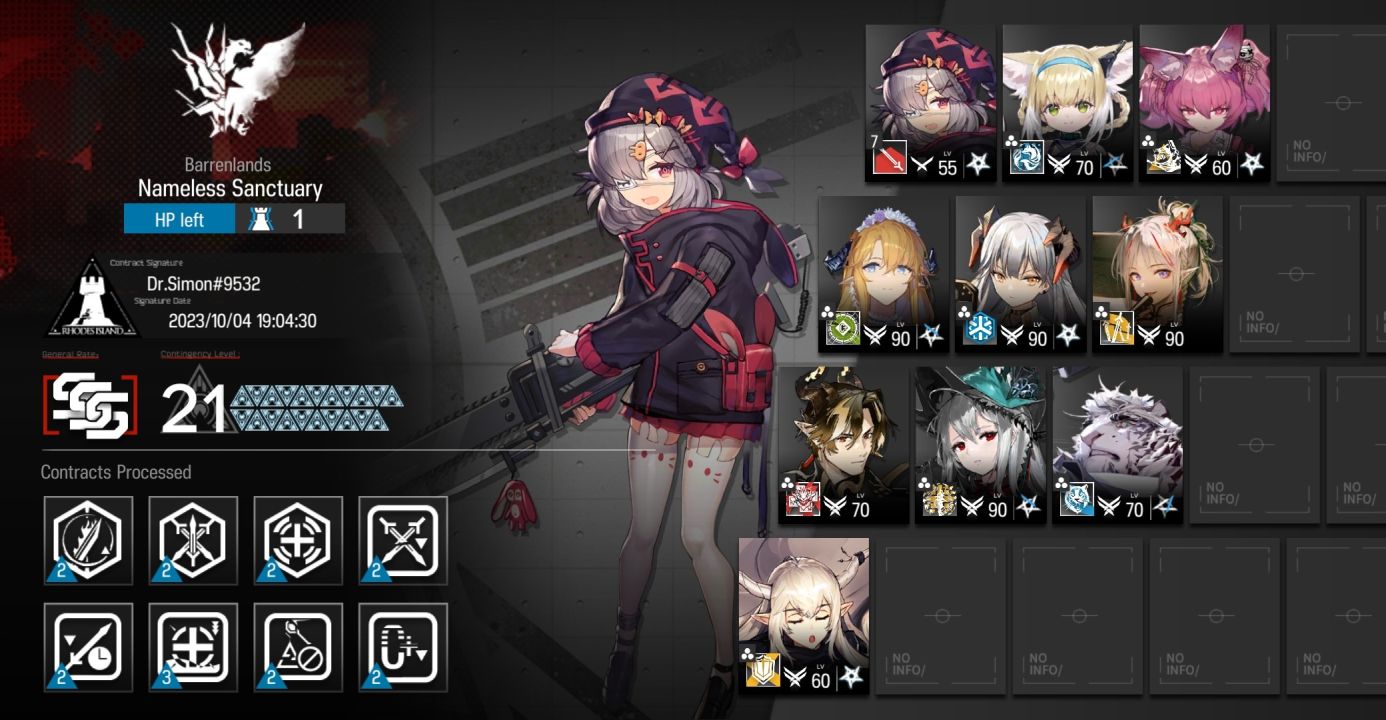 Barrenlands
Nameless Sanctuary
HP left 1
Contract Signature
Dr.Simon#9532
Signature Date
2023/10/04 19:04:30
RHODES ISLAND
General Rate:
Contingency Level:
21
Contracts Processed
2 2 2 2
2 3 2 2
7 LV 55
LV 70
LV 60
NO INFO/
LV 90
LV 90
LV 90
NO INFO/
LV 70
LV 90
LV 70
NO INFO/
NO INFO/
LV 60
NO INFO/
NO INFO/
NO INFO/
NO INFO/